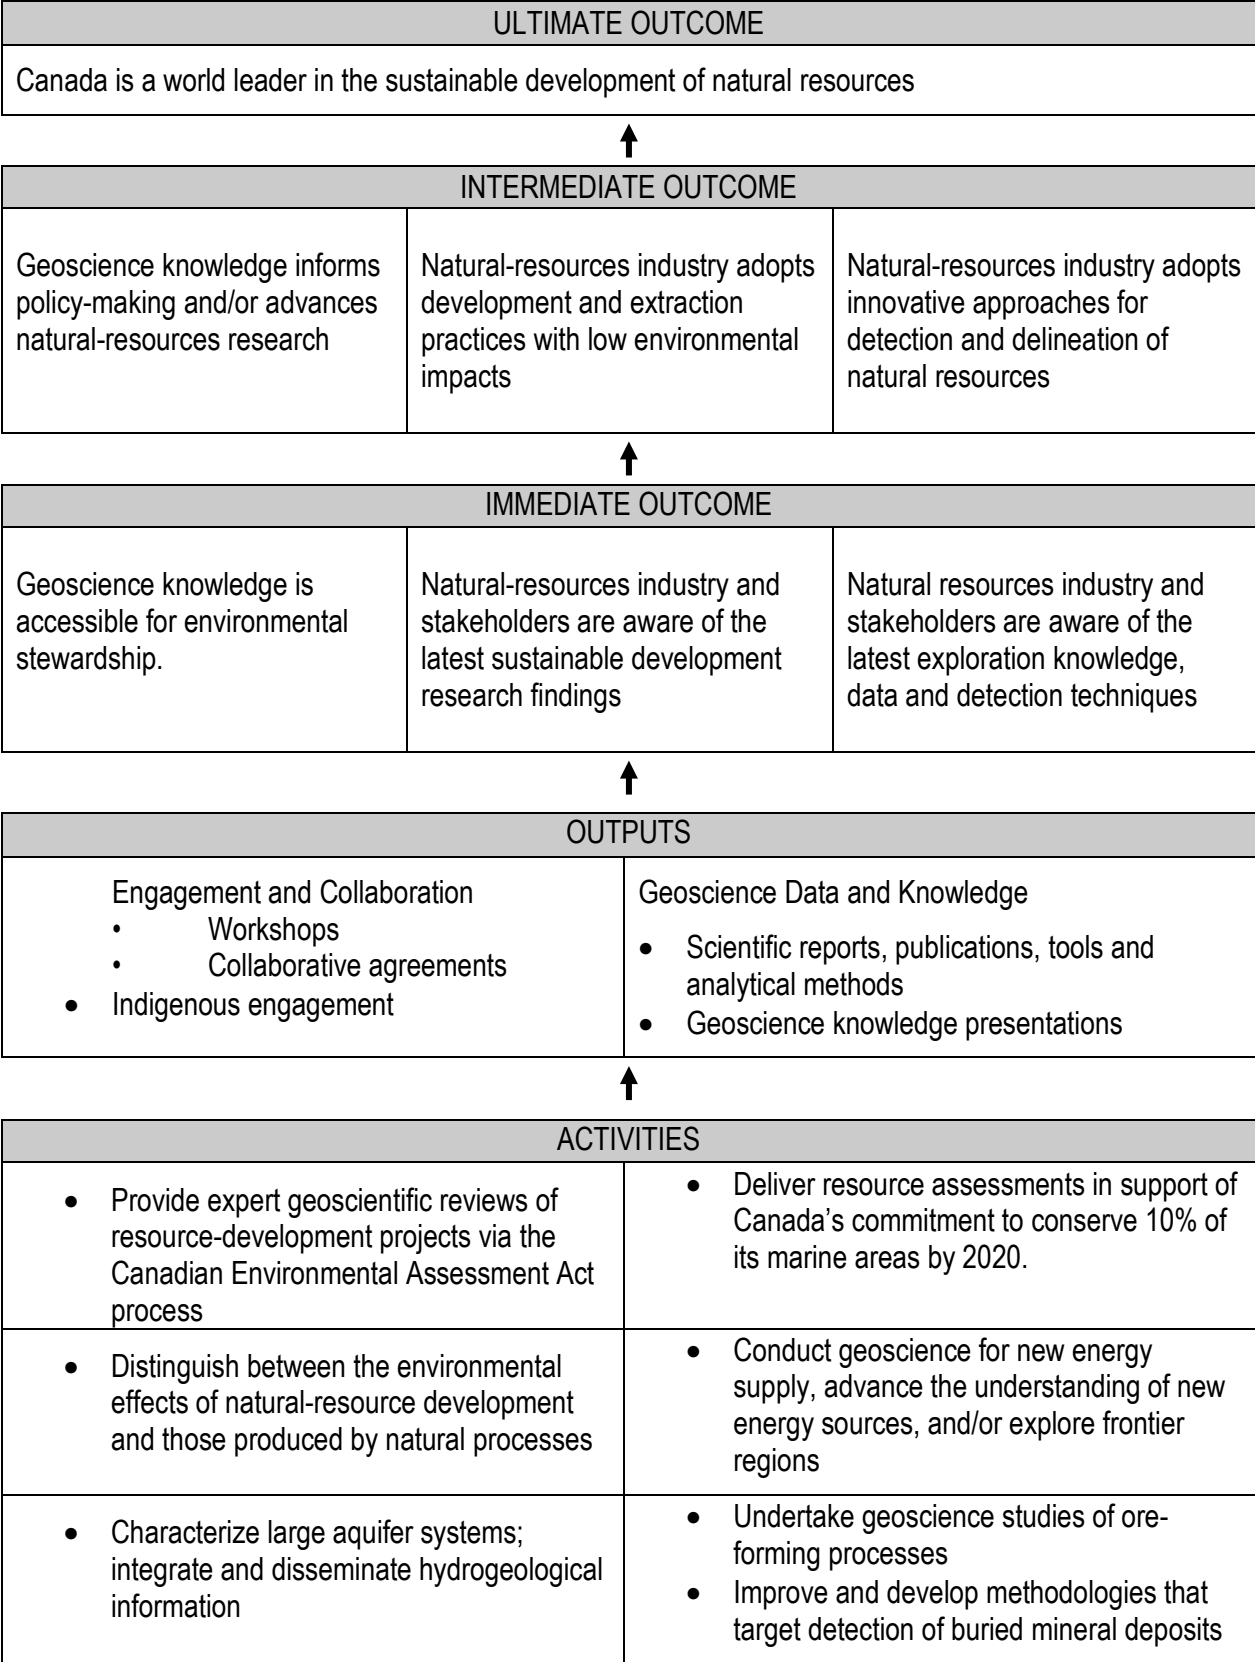 ULTIMATE OUTCOME
Canada is a world leader in the sustainable development of natural resources
INTERMEDIATE OUTCOME
Geoscience knowledge informs
policy-making and/or advances
natural-resources research
Natural-resources industry adopts
development and extraction
practices with low environmental
impacts
Natural-resources industry adopts
innovative approaches for
detection and delineation of
natural resources
IMMEDIATE OUTCOME
Geoscience knowledge is
accessible for environmental
stewardship.
Natural-resources industry and
stakeholders are aware of the
latest sustainable development
research findings
Natural resources industry and
stakeholders are aware of the
latest exploration knowledge,
data and detection techniques
OUTPUTS
Engagement and Collaboration
• Workshops
• Collaborative agreements
• Indigenous engagement
Geoscience Data and Knowledge
• Scientific reports, publications, tools and
analytical methods
• Geoscience knowledge presentations
ACTIVITIES
• Provide expert geoscientific reviews of
resource-development projects via the
Canadian Environmental Assessment Act
process
• Deliver resource assessments in support of
Canada’s commitment to conserve 10% of
its marine areas by 2020.
• Distinguish between the environmental
effects of natural-resource development
and those produced by natural processes
• Conduct geoscience for new energy
supply, advance the understanding of new
energy sources, and/or explore frontier
regions
• Characterize large aquifer systems;
integrate and disseminate hydrogeological
information
• Undertake geoscience studies of ore-
forming processes
• Improve and develop methodologies that
target detection of buried mineral deposits